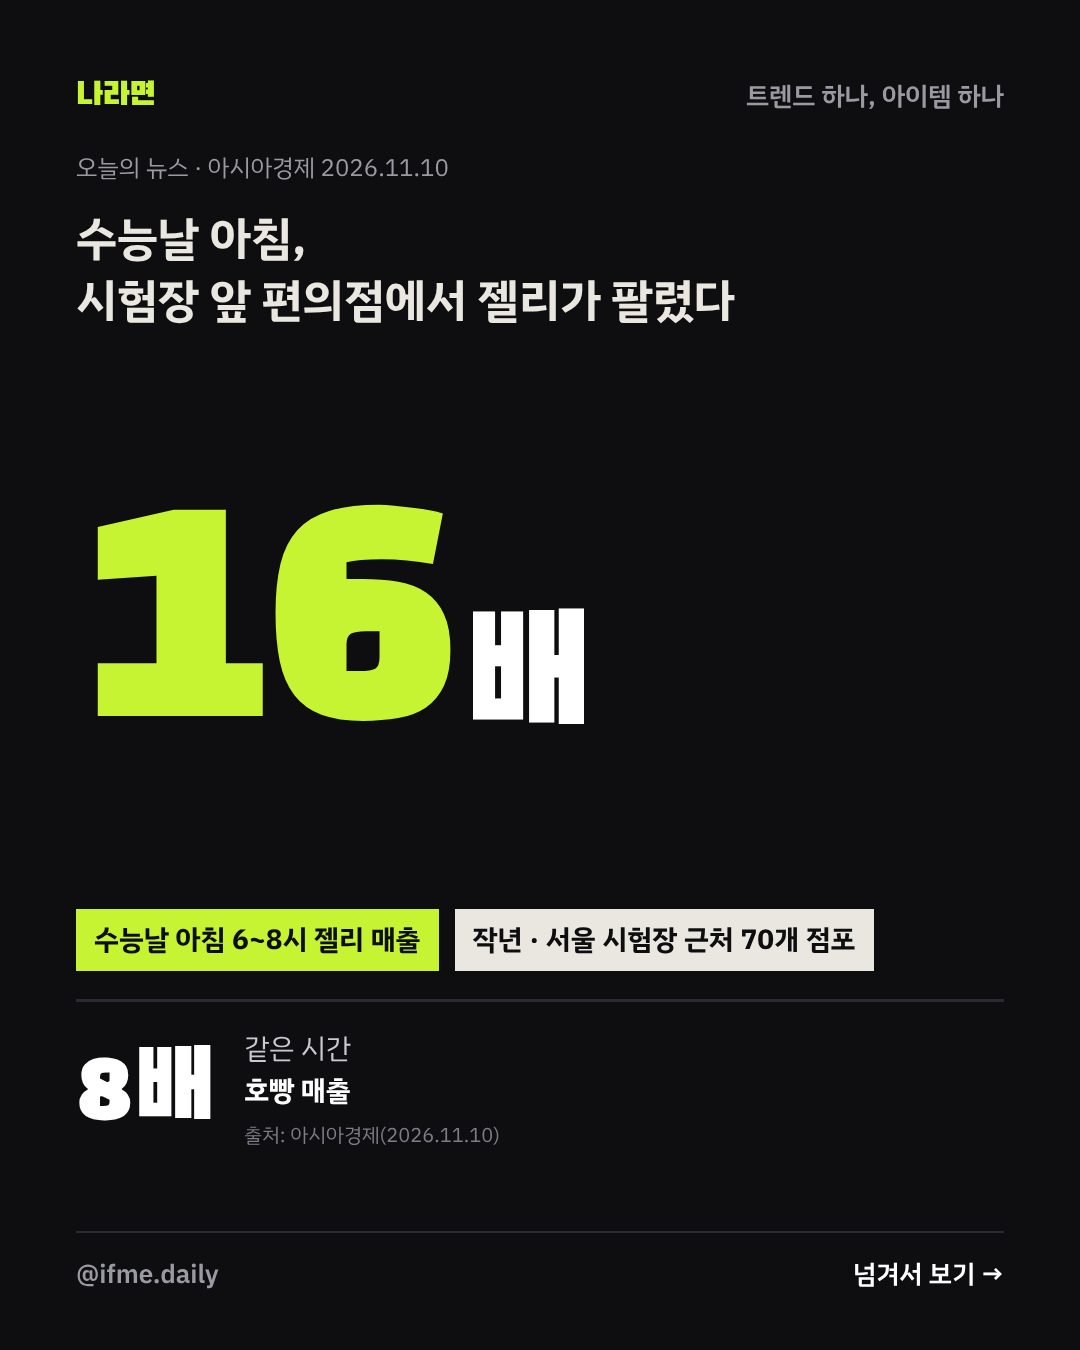 나라면
트렌드 하나, 아이템 하나
오늘의 뉴스 · 아시아경제 2026.11.10
수능날 아침,
시험장 앞 편의점에서 젤리가 팔렸다
16배
수능날 아침 6~8시 젤리 매출
작년 · 서울 시험장 근처 70개 점포
8배
같은 시간
호빵 매출
출처: 아시아경제(2026.11.10)
@ifme.daily
넘겨서 보기 →